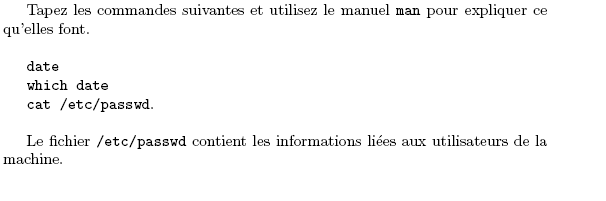 Tapez les commandes suivantes et utilisez le manuel man pour expliquer ce
qu'elles font.
date
which date
cat /etc/passwd.
Le fichier /etc/passwd contient les informations liées aux utilisateurs de la
machine.